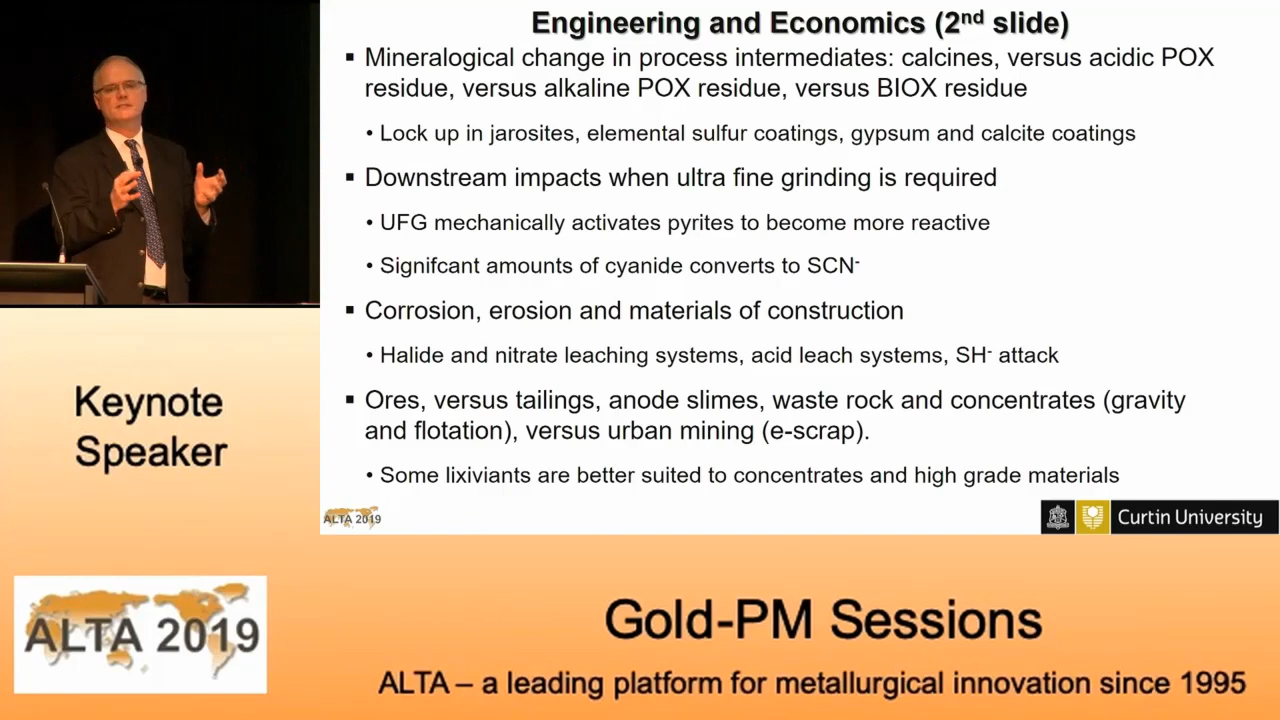 Engineering and Economics (2nd slide)
▪ Mineralogical change in process intermediates: calcines, versus acidic POX
residue, versus alkaline POX residue, versus BIOX residue
• Lock up in jarosites, elemental sulfur coatings, gypsum and calcite coatings
▪ Downstream impacts when ultra fine grinding is required
• UFG mechanically activates pyrites to become more reactive
• Signifcant amounts of cyanide converts to SCN-
▪ Corrosion, erosion and materials of construction
• Halide and nitrate leaching systems, acid leach systems, SH- attack
▪ Ores, versus tailings, anode slimes, waste rock and concentrates (gravity
and flotation), versus urban mining (e-scrap).
• Some lixiviants are better suited to concentrates and high grade materials
ALTA 2019
Curtin University
Keynote
Speaker
ALTA 2019
Gold-PM Sessions
ALTA – a leading platform for metallurgical innovation since 1995